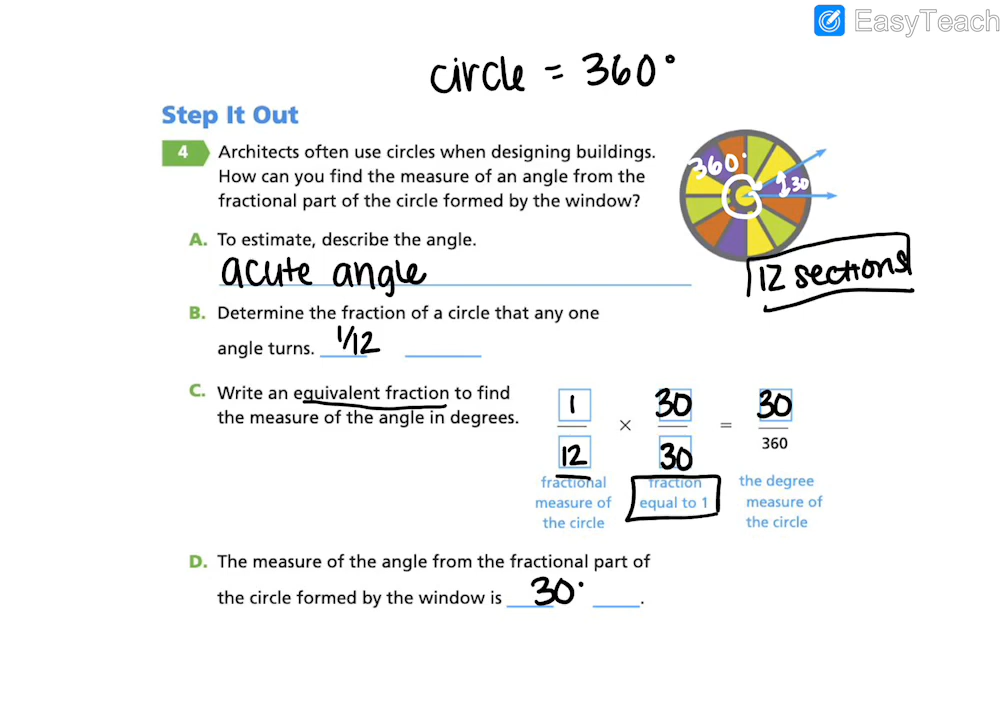 EasyTeach
circle = 360°
Step It Out
4 Architects often use circles when designing buildings.
How can you find the measure of an angle from the
fractional part of the circle formed by the window?
360°
30
12 sections
A. To estimate, describe the angle.
acute angle
B. Determine the fraction of a circle that any one
angle turns. 1/12
C. Write an equivalent fraction to find
the measure of the angle in degrees.
1 30 30
× =
12 30 360
fractional measure of the circle
fraction equal to 1
the degree measure of the circle
D. The measure of the angle from the fractional part of
the circle formed by the window is 30° .